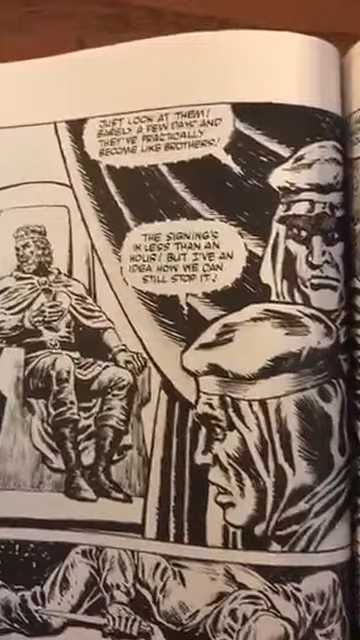 JUST LOOK AT THEM!
BARELY A FEW DAYS AND
THEY'VE PRACTICALLY
BECOME LIKE BROTHERS!
THE SIGNING'S
IN LESS THAN AN
HOUR! BUT I'VE AN
IDEA HOW WE CAN
STILL STOP IT!